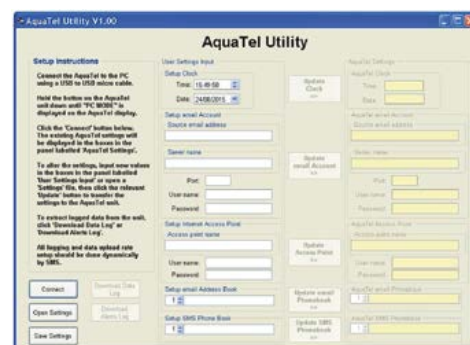 AquaTel Utility V1.00
AquaTel Utility
Setup Instructions
Connect the AquaTel to the PC
using a USB to USB micro cable.
Hold the button on the AquaTel
unit down until "PC MODE" is
displayed on the AquaTel display.
Click the 'Connect' button below.
The existing AquaTel settings will
be displayed in the boxes in the
panel labelled 'AquaTel Settings'.
To alter the settings, input new values
in the boxes in the panel labelled
'User Settings Input' or open a
'Settings' file, then click the relevant
'Update' button to transfer the
settings to the AquaTel unit.
To extract logged data from the unit,
click 'Download Data Log' or
'Download Alerts Log'.
All logging and data upload rate
setup should be done dynamically
by SMS.
Connect
Download Data
Log
Open Settings
Download
Alerts Log
Save Settings
User Settings Input
Setup Clock
Time: 15:49:58
Date: 24/08/2015
Setup email Account
Source email address
Server name
Port:
User name:
Password:
Setup Internet Access Point
Access point name
User name:
Password:
Setup email Address Book
1
Setup SMS Phone Book
1
Update
Clock
>>
Update
email Account
>>
Update
Access Point
>>
Update email
Phonebook
>>
Update SMS
Phonebook
>>
AquaTel Settings
AquaTel Clock
Time:
Date:
AquaTel email Account
Source email address
Server name
Port:
User name:
Password:
AquaTel Access Point
Access point name
User name:
Password:
AquaTel email Phonebook
1
AquaTel SMS Phonebook
1